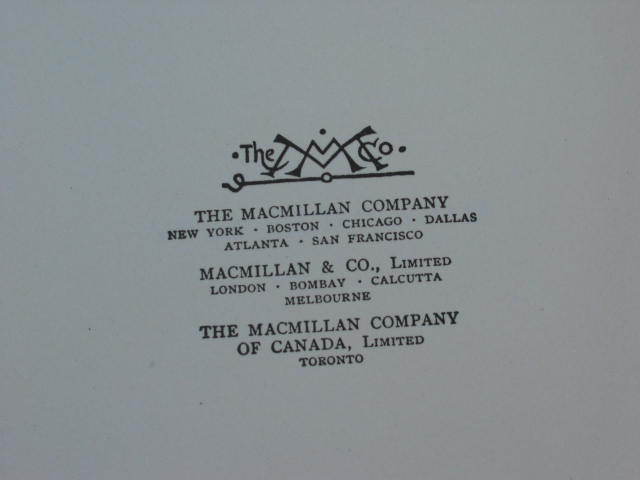 ·The M Co·
THE MACMILLAN COMPANY
NEW YORK · BOSTON · CHICAGO · DALLAS
ATLANTA · SAN FRANCISCO
MACMILLAN & CO., LIMITED
LONDON · BOMBAY · CALCUTTA
MELBOURNE
THE MACMILLAN COMPANY
OF CANADA, LIMITED
TORONTO